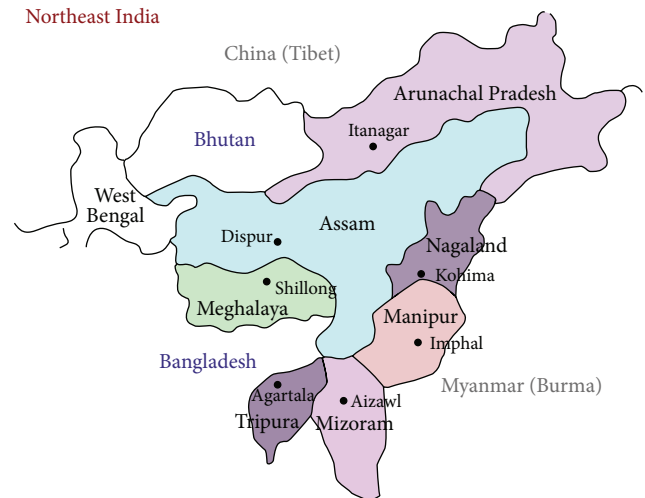 Northeast India
China (Tibet)
Arunachal Pradesh
Itanagar
Bhutan
West
Bengal
Assam
Dispur
Nagaland
Kohima
Shillong
Meghalaya
Manipur
Imphal
Bangladesh
Myanmar (Burma)
Agartala
Aizawl
Tripura
Mizoram